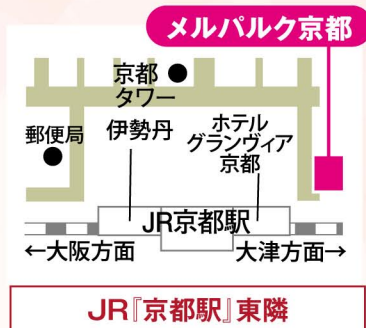 メルパルク京都
京都
タワー
郵便局
伊勢丹
ホテル
グランヴィア
京都
JR京都駅
←大阪方面
大津方面→
JR『京都駅』東隣